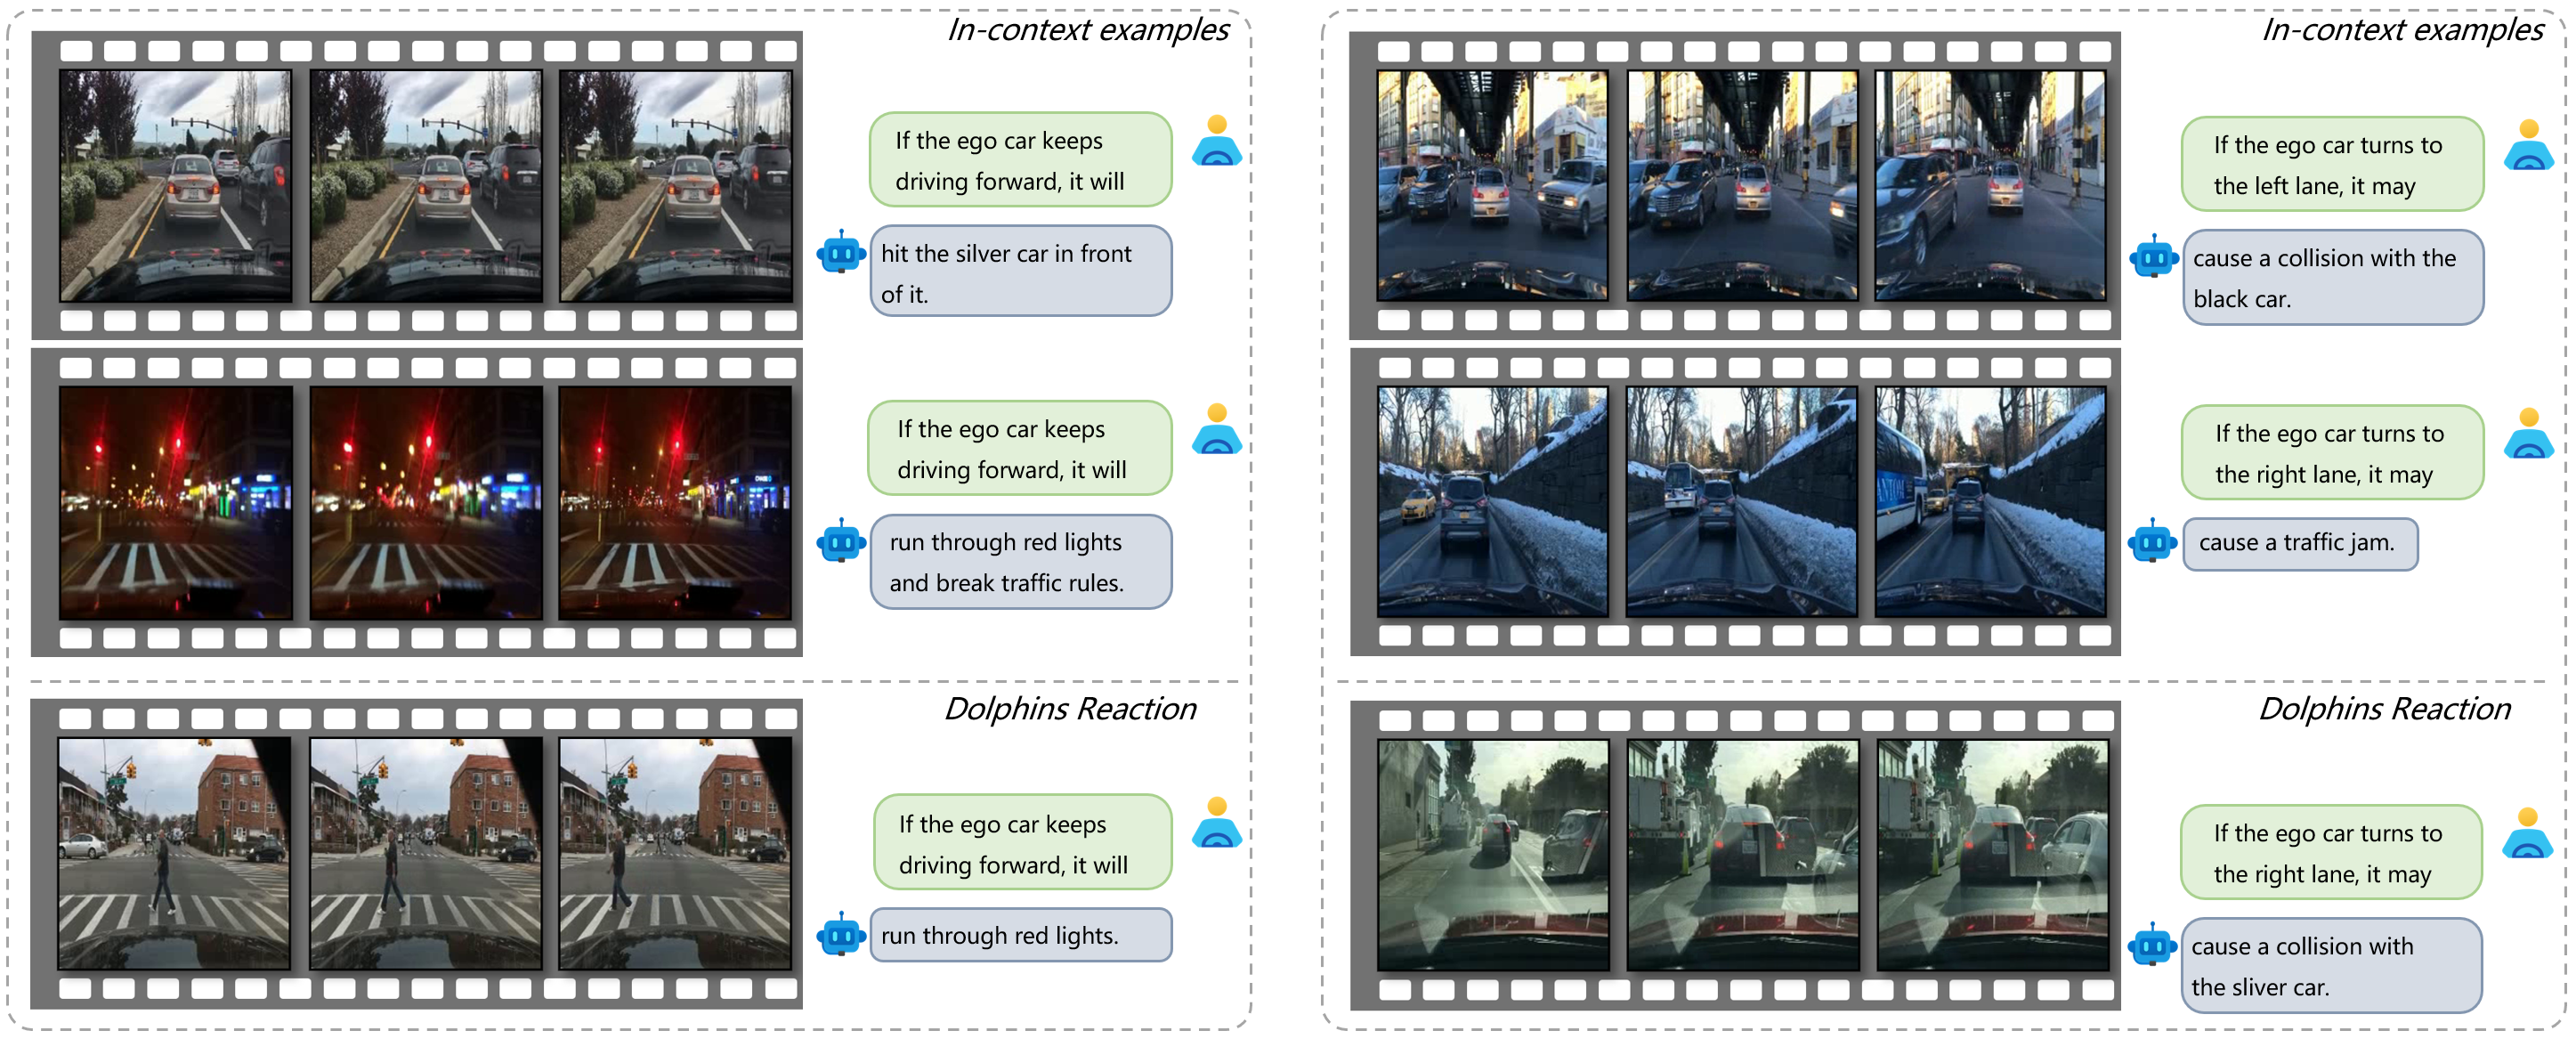 In-context examples
If the ego car keeps
driving forward, it will
hit the silver car in front
of it.
If the ego car keeps
driving forward, it will
run through red lights
and break traffic rules.
Dolphins Reaction
If the ego car keeps
driving forward, it will
run through red lights.
In-context examples
If the ego car turns to
the left lane, it may
cause a collision with the
black car.
If the ego car turns to
the right lane, it may
cause a traffic jam.
Dolphins Reaction
If the ego car turns to
the right lane, it may
cause a collision with
the sliver car.